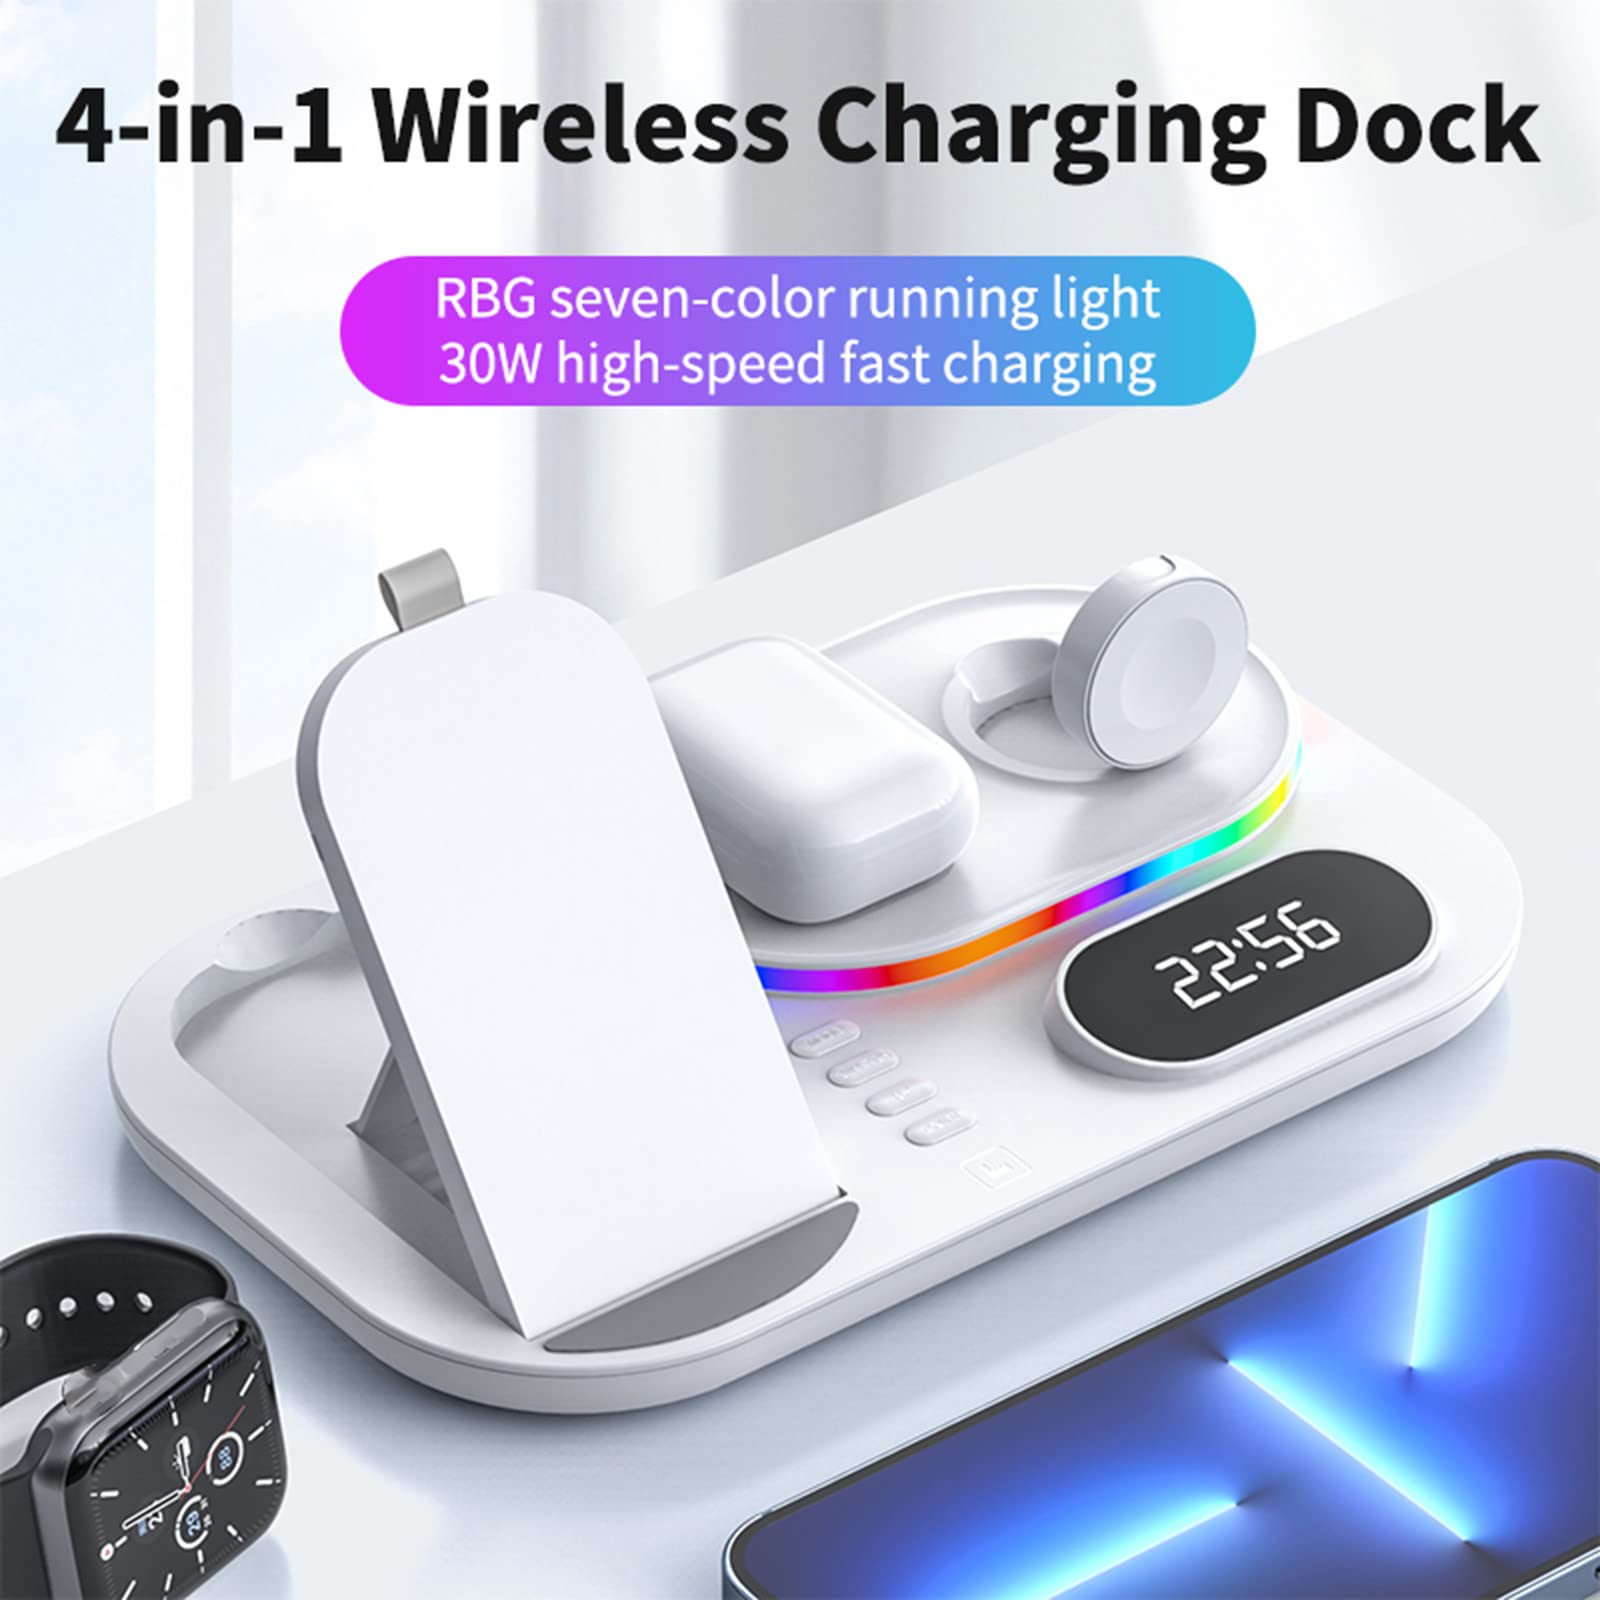 4-in-1 Wireless Charging Dock
RBG seven-color running light
30W high-speed fast charging
22:56